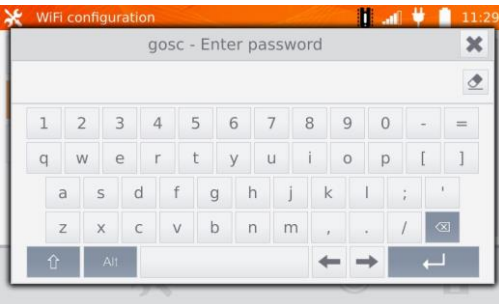 WiFi configuration 11:29
gosc - Enter password
1 2 3 4 5 6 7 8 9 0 - =
q w e r t y u i o p [ ]
a s d f g h j k l ; '
z x c v b n m , . /
Alt